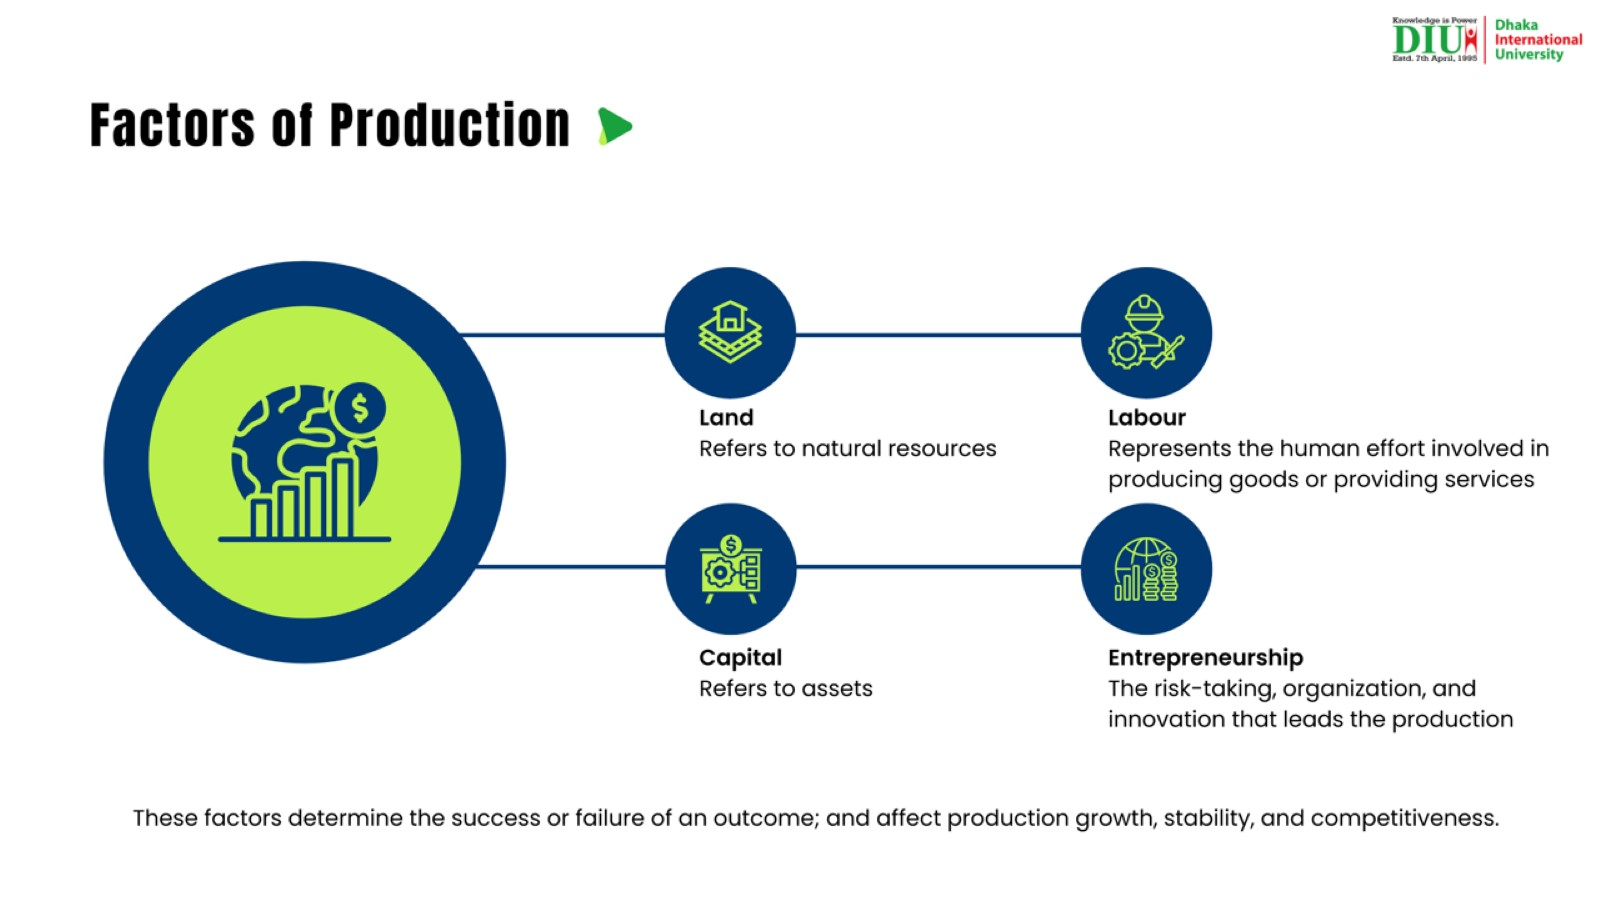 Knowledge is Power
DIU
Estd. 7th April, 1995
Dhaka
International
University
Factors of Production
$
Land
Refers to natural resources
Labour
Represents the human effort involved in
producing goods or providing services
$
Capital
Refers to assets
$
$
Entrepreneurship
The risk-taking, organization, and
innovation that leads the production
These factors determine the success or failure of an outcome; and affect production growth, stability, and competitiveness.